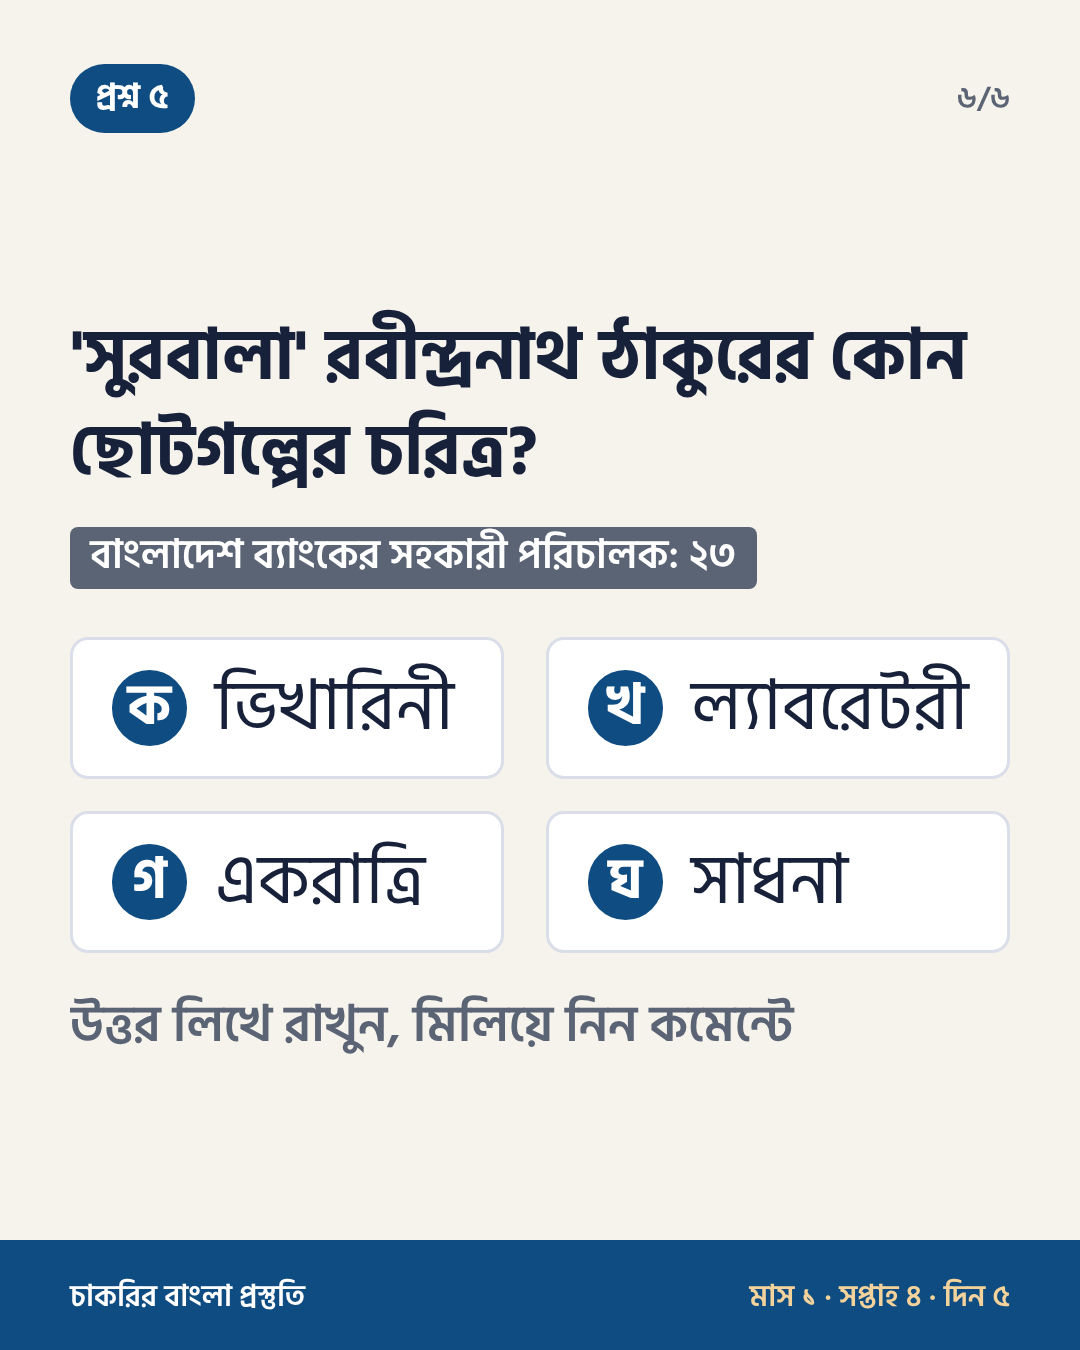 প্রশ্ন ৫
৬/৬
'সুরবালা' রবীন্দ্রনাথ ঠাকুরের কোন
ছোটগল্পের চরিত্র?
বাংলাদেশ ব্যাংকের সহকারী পরিচালক: ২৩
ক ভিখারিনী
খ ল্যাবরেটরী
গ একরাত্রি
ঘ সাধনা
উত্তর লিখে রাখুন, মিলিয়ে নিন কমেন্টে
চাকরির বাংলা প্রস্তুতি
মাস ১ · সপ্তাহ ৪ · দিন ৫